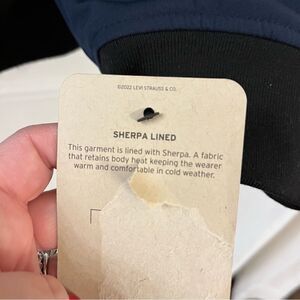 ©2022 LEVI STRAUSS & CO.
SHERPA LINED
This garment is lined with Sherpa. A fabric
that retains body heat keeping the wearer
warm and comfortable in cold weather.